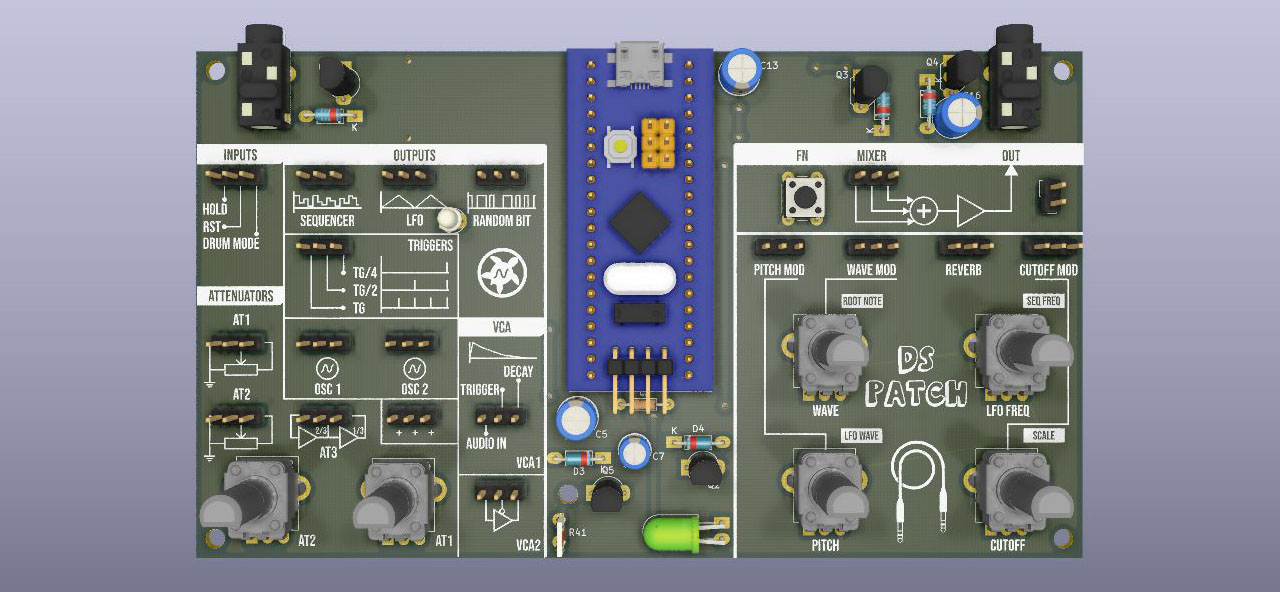 C13
Q3
Q4
K
K
INPUTS
OUTPUTS
FN
MIXER
OUT
HOLD
RST
DRUM MODE
SEQUENCER
LFO
RANDOM BIT
TRIGGERS
TG/4
TG/2
TG
PITCH MOD
WAVE MOD
REVERB
CUTOFF MOD
ROOT NOTE
SEQ FREQ
ATTENUATORS
AT1
VCA
DECAY
TRIGGER
OSC 1
OSC 2
AT2
2/3
1/3
AT3
+ + +
AUDIO IN
VCA1
DS
PATCH
WAVE
LFO FREQ
LFO WAVE
SCALE
C5
K
D4
C7
D3
Q5
R41
AT2
AT1
VCA2
PITCH
CUTOFF